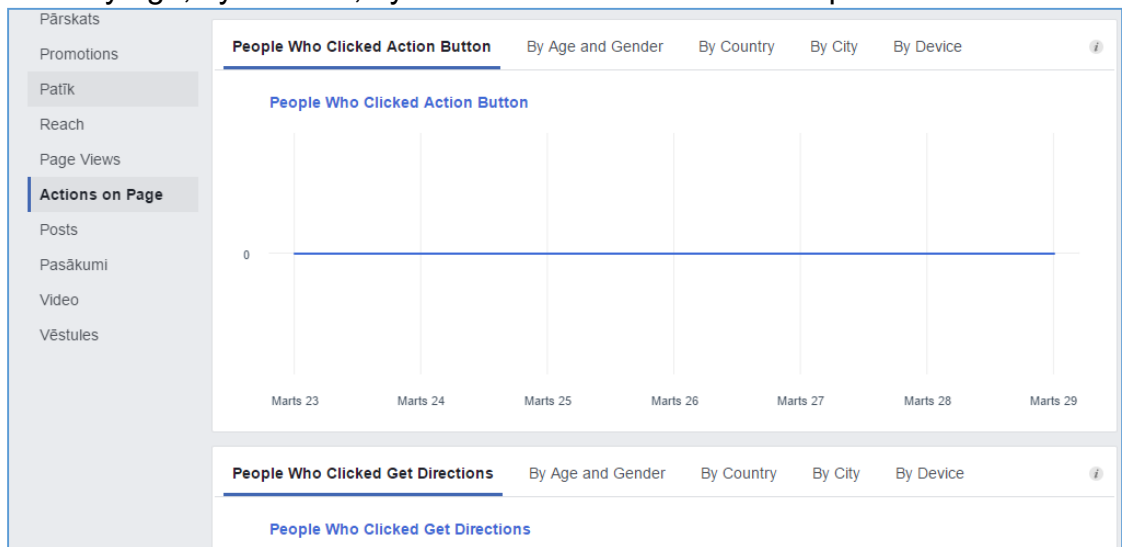 Pārskats
Promotions
Patīk
Reach
Page Views
Actions on Page
Posts
Pasākumi
Video
Vēstules
People Who Clicked Action Button By Age and Gender By Country By City By Device
People Who Clicked Action Button
0
Marts 23 Marts 24 Marts 25 Marts 26 Marts 27 Marts 28 Marts 29
People Who Clicked Get Directions By Age and Gender By Country By City By Device
People Who Clicked Get Directions